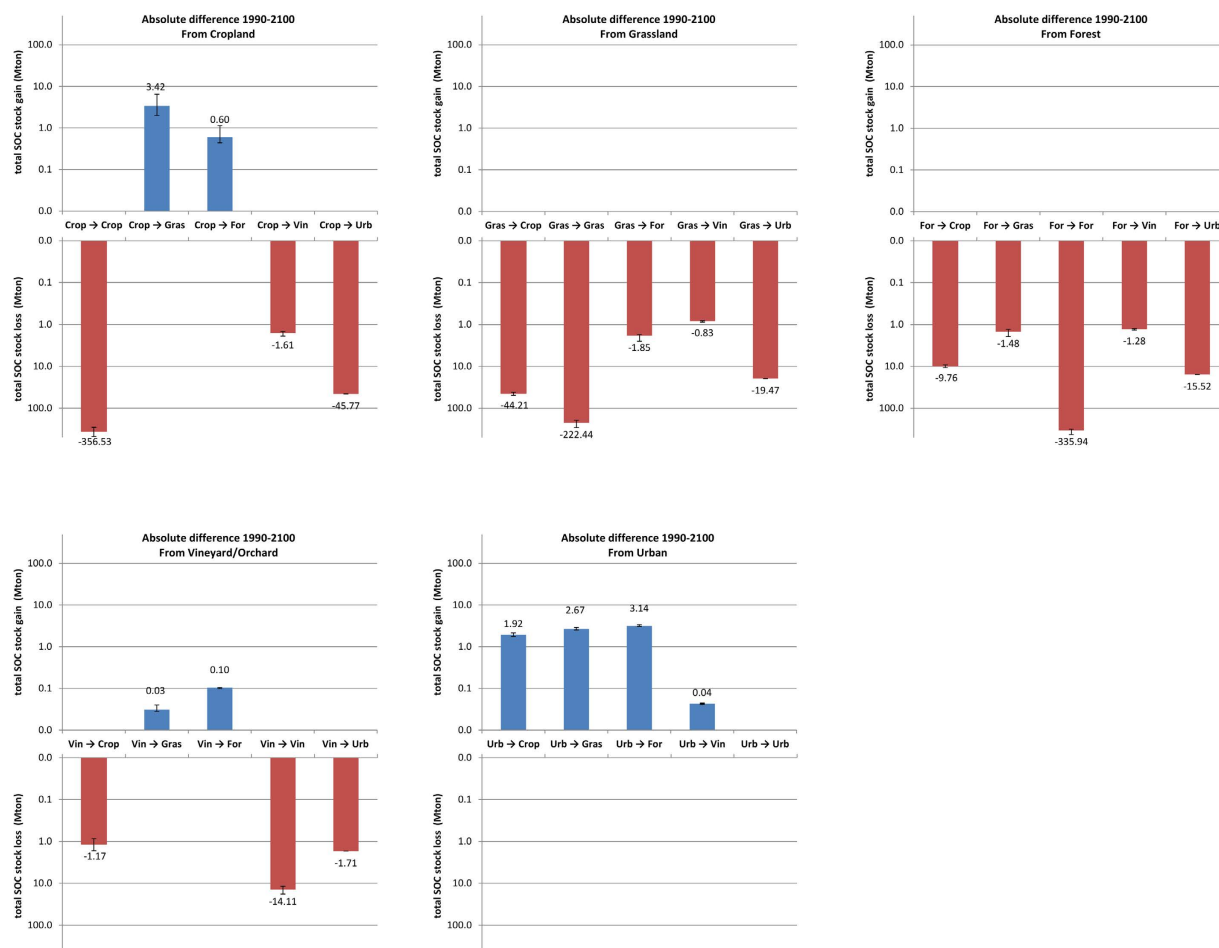 Absolute difference 1990-2100
From Cropland
total SOC stock gain (Mton)
100.0
10.0
1.0
0.1
0.0
3.42
0.60
Crop → Crop Crop → Gras Crop → For Crop → Vin Crop → Urb
total SOC stock loss (Mton)
0.0
0.1
1.0
10.0
100.0
-356.53
-1.61
-45.77
Absolute difference 1990-2100
From Grassland
total SOC stock gain (Mton)
100.0
10.0
1.0
0.1
0.0
Gras → Crop Gras → Gras Gras → For Gras → Vin Gras → Urb
total SOC stock loss (Mton)
0.0
0.1
1.0
10.0
100.0
-44.21
-222.44
-1.85
-0.83
-19.47
Absolute difference 1990-2100
From Forest
total SOC stock gain (Mton)
100.0
10.0
1.0
0.1
0.0
For → Crop For → Gras For → For For → Vin For → Urb
total SOC stock loss (Mton)
0.0
0.1
1.0
10.0
100.0
-9.76
-1.48
-335.94
-1.28
-15.52
Absolute difference 1990-2100
From Vineyard/Orchard
total SOC stock gain (Mton)
100.0
10.0
1.0
0.1
0.0
0.03
0.10
Vin → Crop Vin → Gras Vin → For Vin → Vin Vin → Urb
total SOC stock loss (Mton)
0.0
0.1
1.0
10.0
100.0
-1.17
-14.11
-1.71
Absolute difference 1990-2100
From Urban
total SOC stock gain (Mton)
100.0
10.0
1.0
0.1
0.0
1.92
2.67
3.14
0.04
Urb → Crop Urb → Gras Urb → For Urb → Vin Urb → Urb
total SOC stock loss (Mton)
0.0
0.1
1.0
10.0
100.0